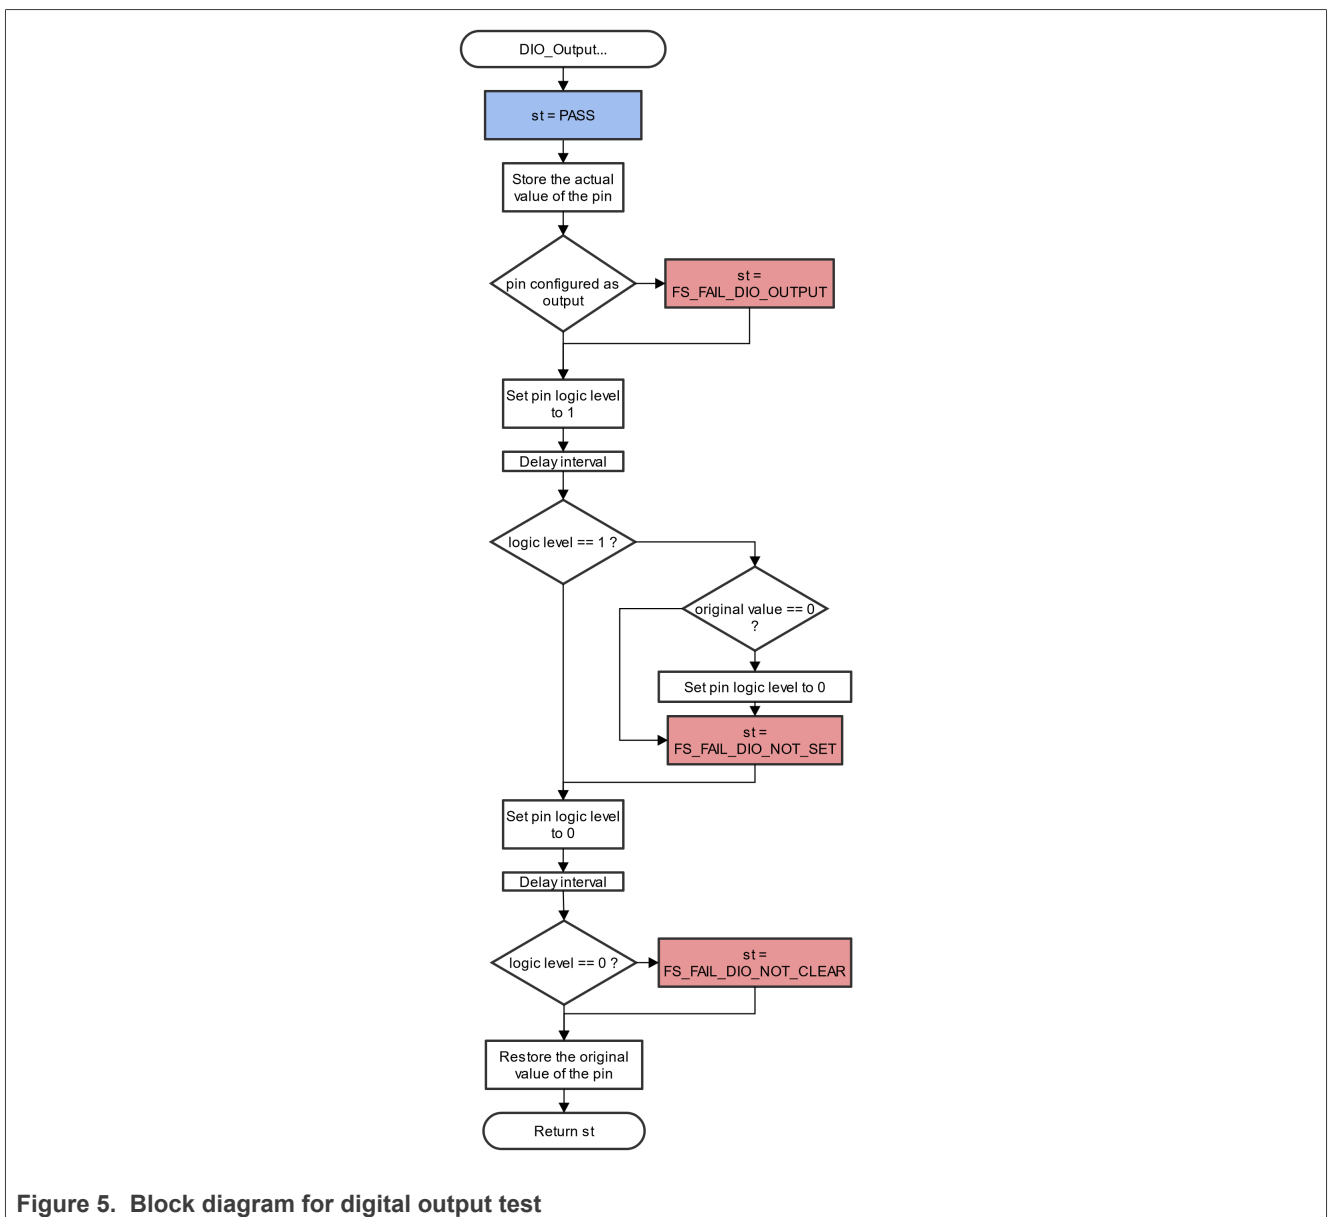 DIO_Output...
st = PASS
Store the actual
value of the pin
pin configured as
output
st =
FS_FAIL_DIO_OUTPUT
Set pin logic level
to 1
Delay interval
logic level == 1 ?
original value == 0
?
Set pin logic level to 0
st =
FS_FAIL_DIO_NOT_SET
Set pin logic level
to 0
Delay interval
logic level == 0 ?
st =
FS_FAIL_DIO_NOT_CLEAR
Restore the original
value of the pin
Return st
Figure 5. Block diagram for digital output test